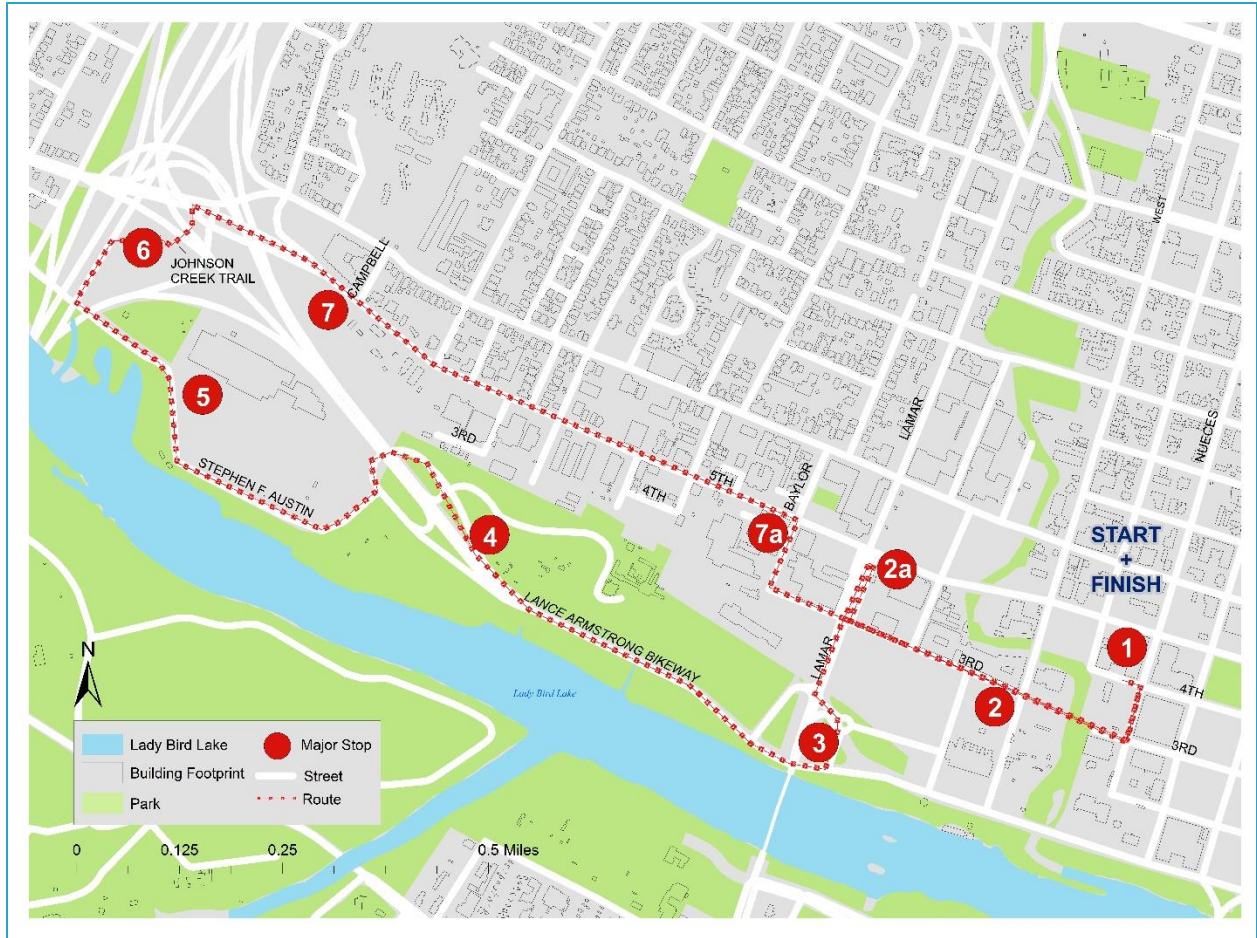 WEST
NUECES
JOHNSON
CREEK TRAIL
6
CAMPBELL
7
LAMAR
5
3RD
BAYLOR
5TH
4TH
STEPHEN F. AUSTIN
7a
START
+
FINISH
4
2a
LANCE ARMSTRONG BIKEWAY
1
LAMAR
3RD
4TH
2
3RD
3
Lady Bird Lake
N
Lady Bird Lake
Major Stop
Building Footprint
Street
Park
Route
0 0.125 0.25 0.5 Miles